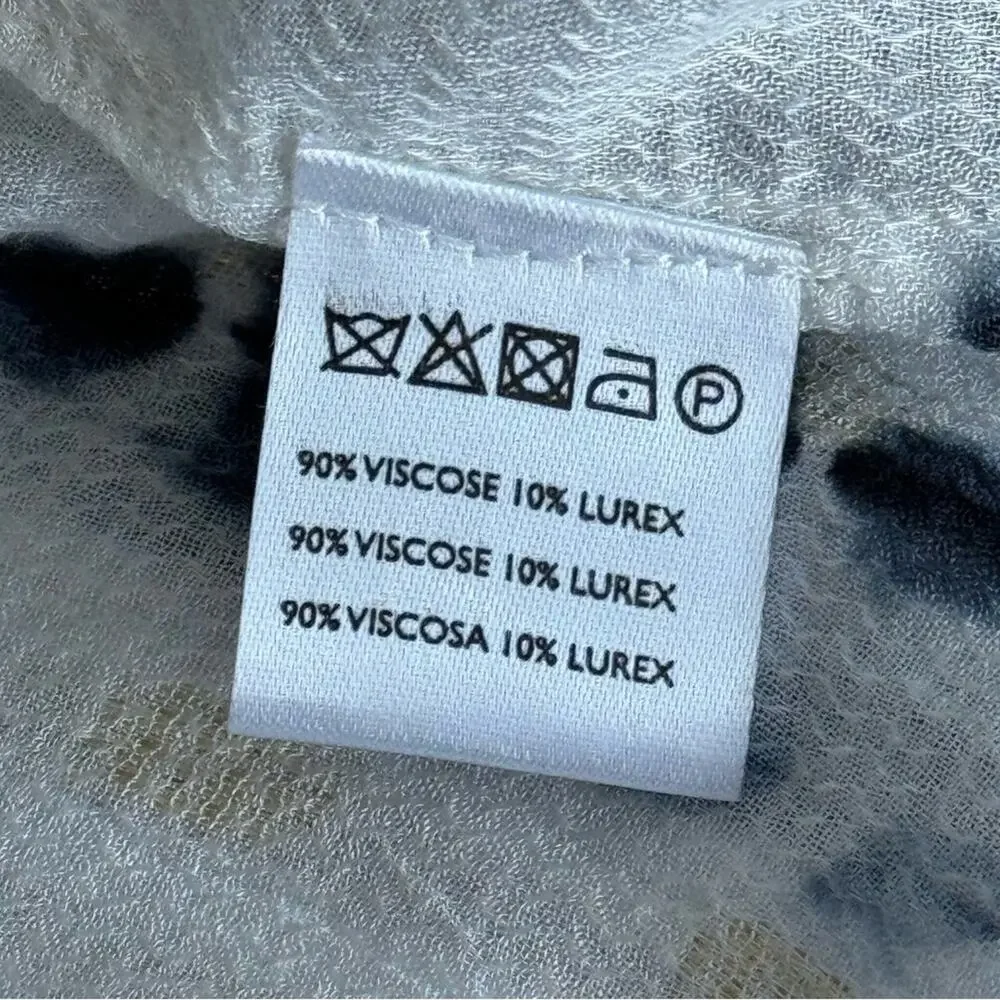 P
90% VISCOSE 10% LUREX
90% VISCOSE 10% LUREX
90% VISCOSA 10% LUREX